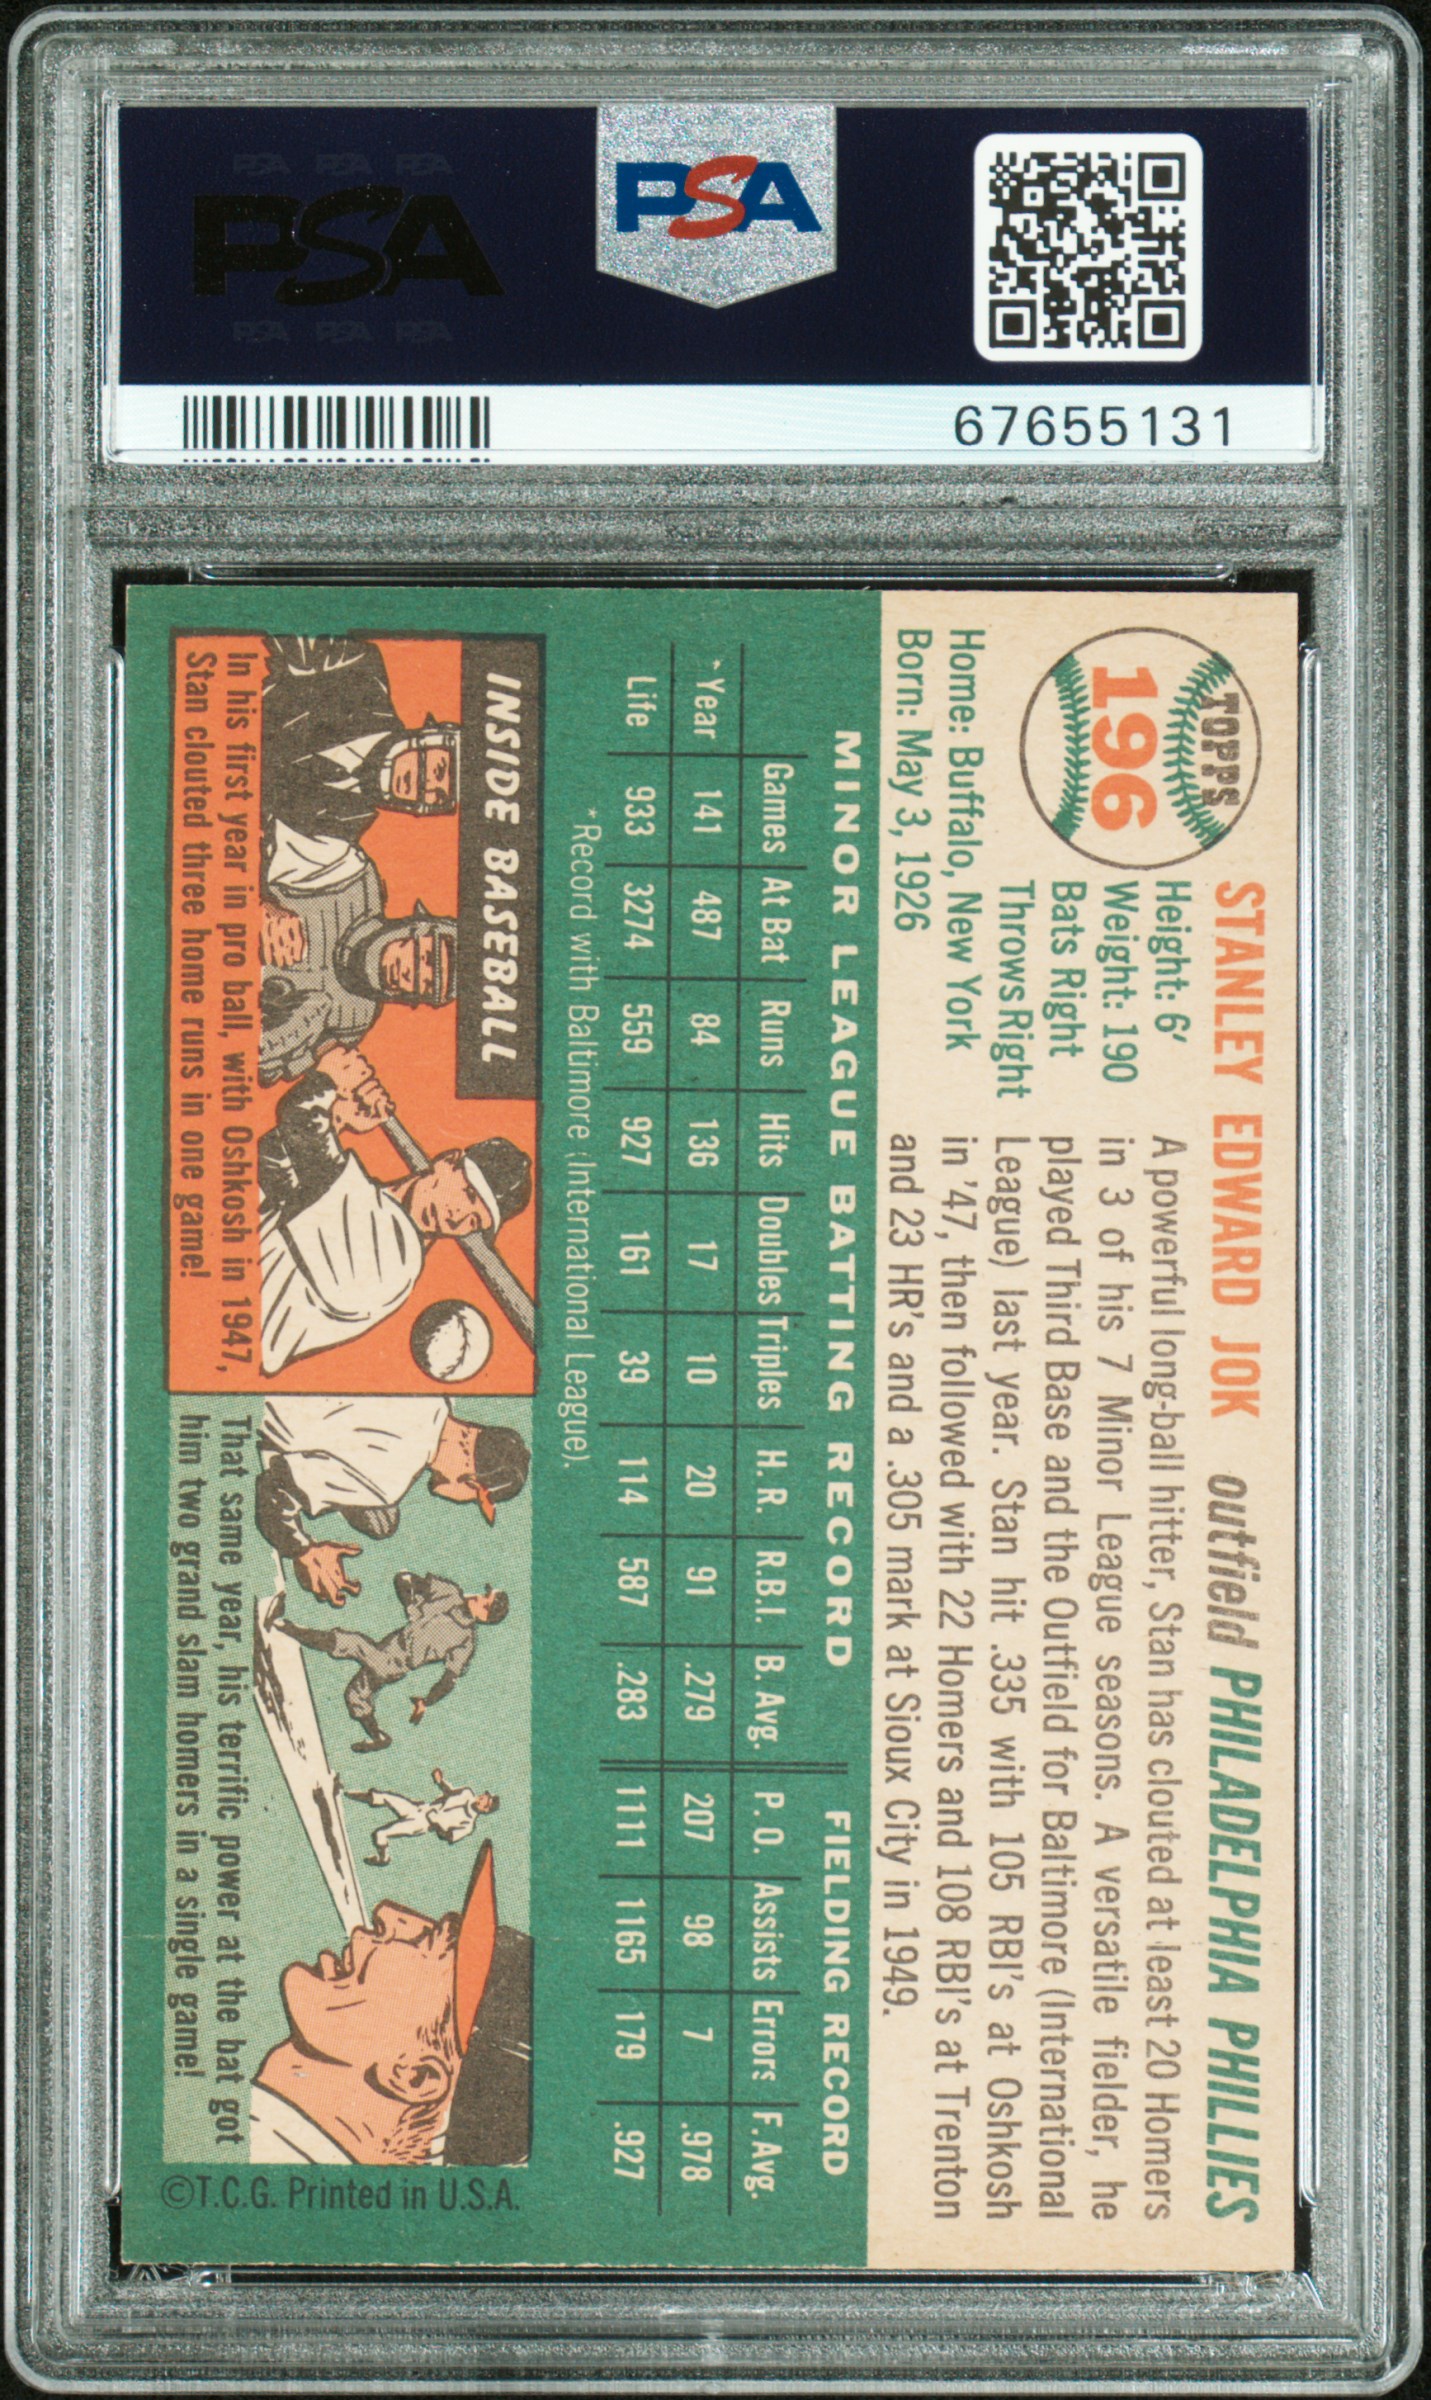 PSA PSA PSA
PSA
PSA PSA PSA
PSA
67655131
TOPPS
196
STANLEY EDWARD JOK outfield PHILADELPHIA PHILLIES
Height: 6'
Weight: 190
Bats Right
Throws Right
Home: Buffalo, New York
Born: May 3, 1926
A powerful long-ball hitter, Stan has clouted at least 20 Homers
in 3 of his 7 Minor League seasons. A versatile fielder, he
played Third Base and the Outfield for Baltimore (International
League) last year. Stan hit .335 with 105 RBI's at Oshkosh
in '47, then followed with 22 Homers and 108 RBI's at Trenton
and 23 HR's and a .305 mark at Sioux City in 1949.
MINOR LEAGUE BATTING RECORD FIELDING RECORD
Games At Bat Runs Hits Doubles Triples H. R. R.B.I. B. Avg. P. O. Assists Errors F. Avg.
*Year 141 487 84 136 17 10 20 91 .279 207 98 7 .978
Life 933 3274 559 927 161 39 114 587 .283 1111 1165 179 .927
*Record with Baltimore (International League).
INSIDE BASEBALL
In his first year in pro ball, with Oshkosh in 1947,
Stan clouted three home runs in one game!
That same year, his terrific power at the bat got
him two grand slam homers in a single game!
©T.C.G. Printed in U.S.A.